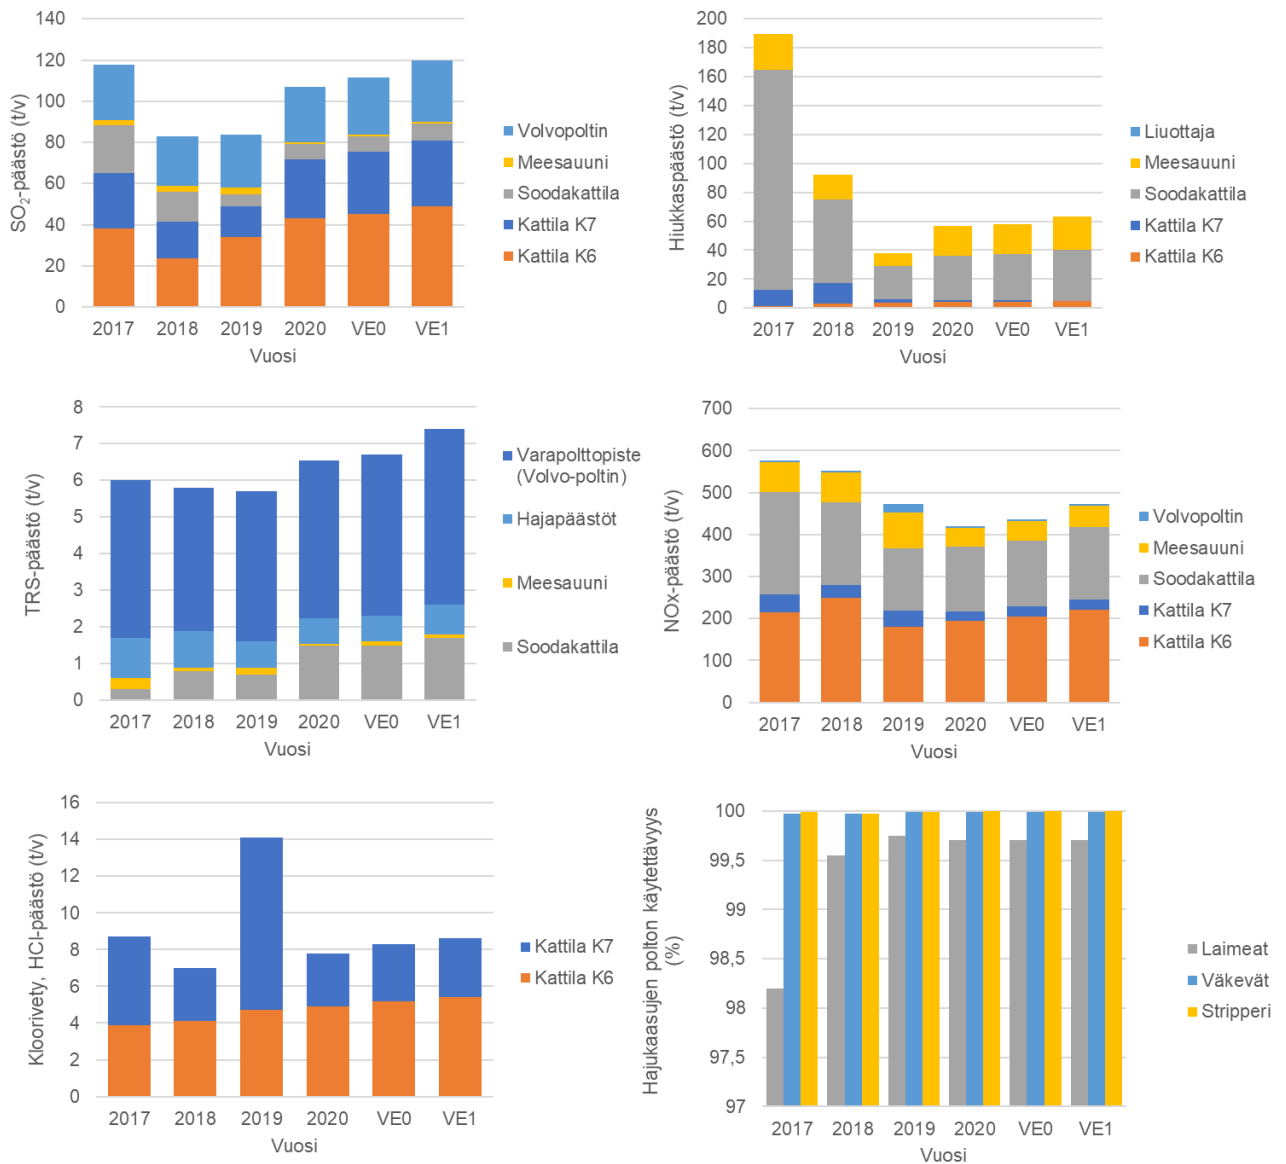 SO₂-päästö (t/v)
140
120
100
80
60
40
20
0
2017 2018 2019 2020 VE0 VE1
Vuosi
Volvopoltin
Meesauuni
Soodakattila
Kattila K7
Kattila K6
Hiukkaspäästö (t/v)
200
180
160
140
120
100
80
60
40
20
0
2017 2018 2019 2020 VE0 VE1
Vuosi
Liuottaja
Meesauuni
Soodakattila
Kattila K7
Kattila K6
TRS-päästö (t/v)
8
7
6
5
4
3
2
1
0
2017 2018 2019 2020 VE0 VE1
Vuosi
Varapolttopiste
(Volvo-poltin)
Hajapäästöt
Meesauuni
Soodakattila
NOx-päästö (t/v)
700
600
500
400
300
200
100
0
2017 2018 2019 2020 VE0 VE1
Vuosi
Volvopoltin
Meesauuni
Soodakattila
Kattila K7
Kattila K6
Kloorivety, HCl-päästö (t/v)
16
14
12
10
8
6
4
2
0
2017 2018 2019 2020 VE0 VE1
Vuosi
Kattila K7
Kattila K6
Hajukaasujen polton käytettävyys
(%)
100
99,5
99
98,5
98
97,5
97
2017 2018 2019 2020 VE0 VE1
Vuosi
Laimeat
Väkevät
Stripperi